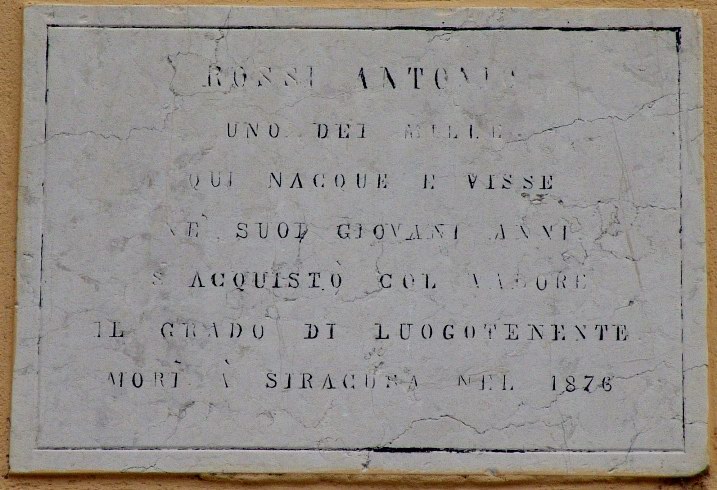 ROSSI ANTONIO
UNO DEI MILLE
QUI NACQUE E VISSE
NE' SUOI GIOVANI ANNI
S'ACQUISTÒ COL VALORE
IL GRADO DI LUOGOTENENTE
MORÌ À SIRACUSA NEL 1876